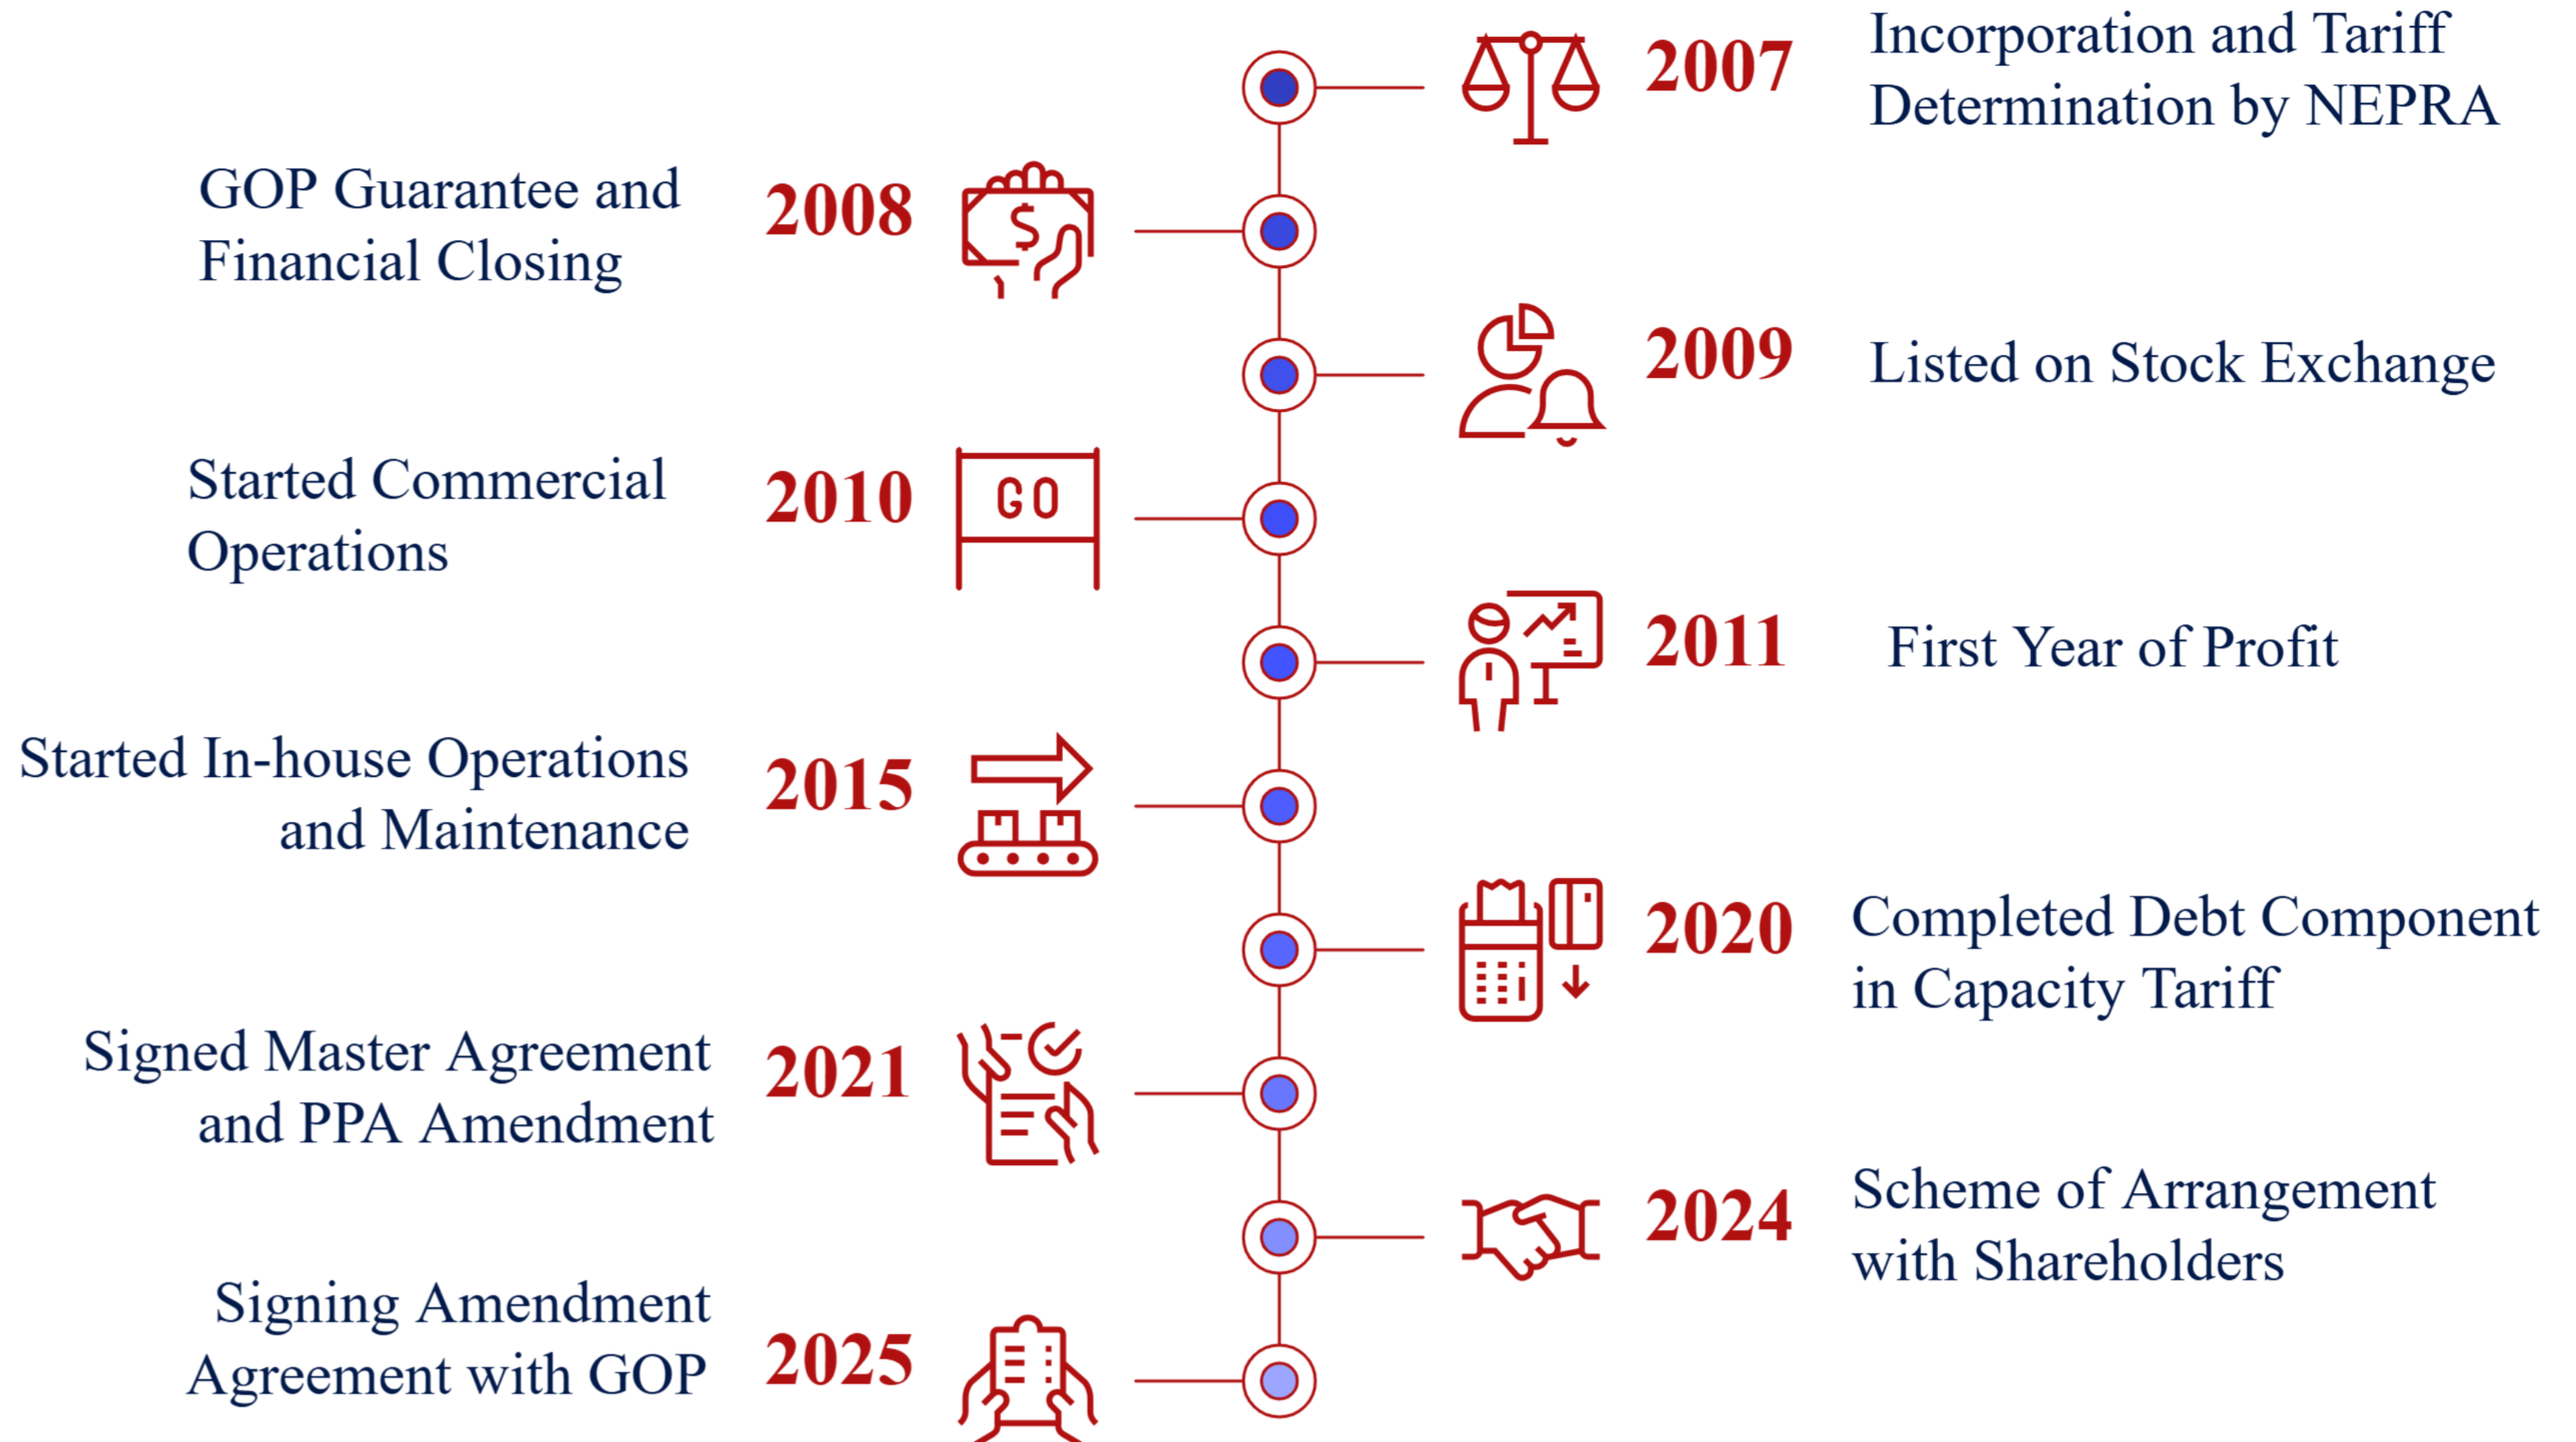 2007
Incorporation and Tariff
Determination by NEPRA
GOP Guarantee and
Financial Closing
2008
$
2009
Listed on Stock Exchange
Started Commercial
Operations
2010
GO
2011
First Year of Profit
Started In-house Operations
and Maintenance
2015
2020
Completed Debt Component
in Capacity Tariff
Signed Master Agreement
and PPA Amendment
2021
2024
Scheme of Arrangement
with Shareholders
Signing Amendment
Agreement with GOP
2025